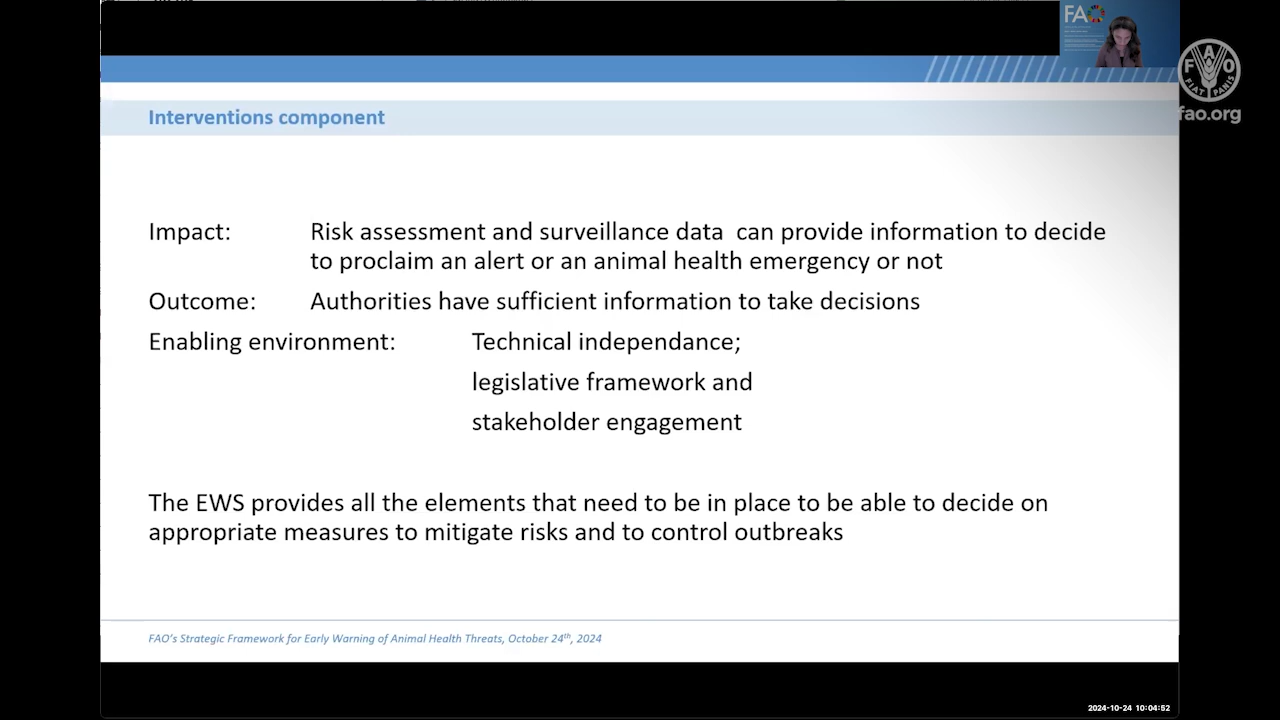 FAO
F A O
FIAT PANIS
fao.org
Interventions component
Impact: Risk assessment and surveillance data can provide information to decide
to proclaim an alert or an animal health emergency or not
Outcome: Authorities have sufficient information to take decisions
Enabling environment: Technical independance;
legislative framework and
stakeholder engagement
The EWS provides all the elements that need to be in place to be able to decide on
appropriate measures to mitigate risks and to control outbreaks
FAO's Strategic Framework for Early Warning of Animal Health Threats, October 24th, 2024
2024-10-24 10:04:52